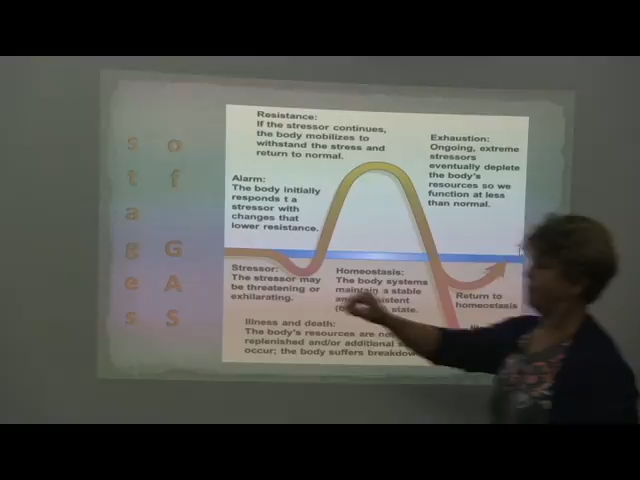 stages
of
GAS
Resistance:
If the stressor continues,
the body mobilizes to
withstand the stress and
return to normal.
Exhaustion:
Ongoing, extreme
stressors
eventually deplete
the body's
resources so we
function at less
than normal.
Alarm:
The body initially
responds t a
stressor with
changes that
lower resistance.
Stressor:
The stressor may
be threatening or
exhilarating.
Homeostasis:
The body systems
maintain a stable
and
state.
Return to
homeostasis
Illness and death:
The body's resources are
replenished and/or additional
occur; the body suffers